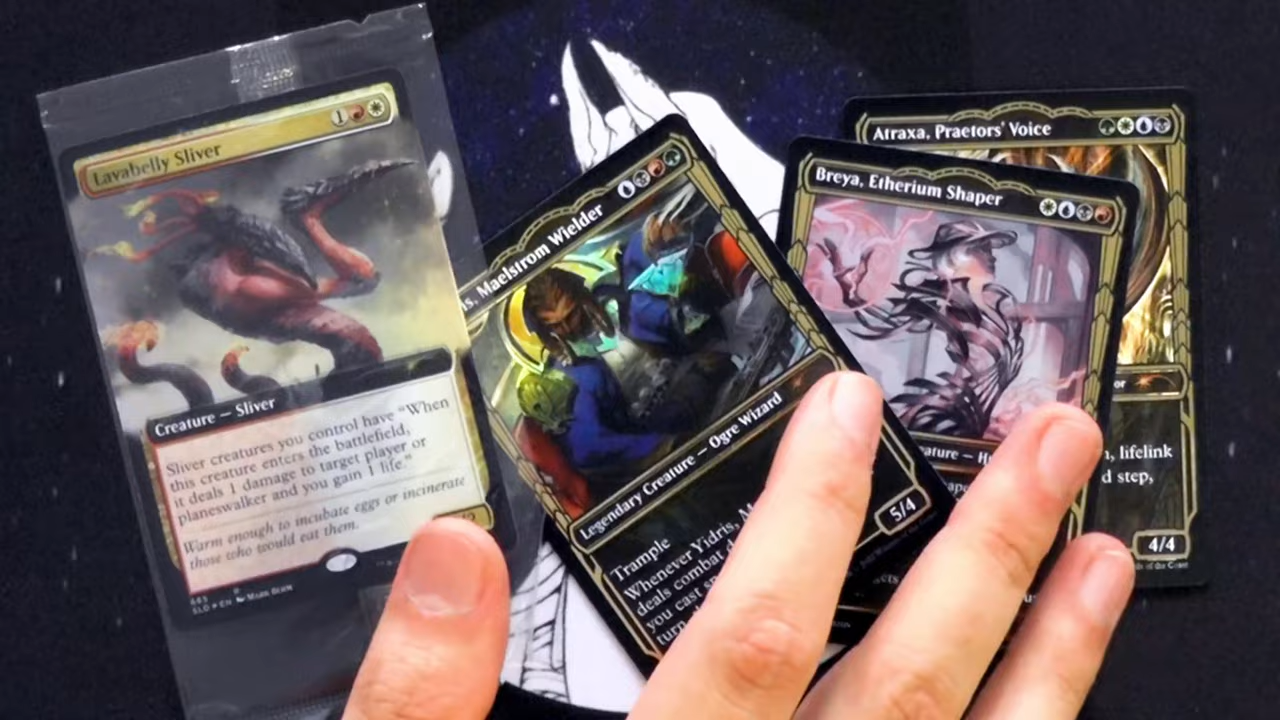 Lavabelly Sliver
1
Creature — Sliver
Sliver creatures you control have "When
this creature enters the battlefield,
it deals 1 damage to target player or
planeswalker and you gain 1 life."
Warm enough to incubate eggs or incinerate
those who would eat them.
SLD EN Mark Behm
Maelstrom Wielder
Legendary Creature — Ogre Wizard
Trample
Whenever Yidris, M
deals combat d
you cast
turn,
5/4
Breya, Etherium Shaper
Atraxa, Praetors' Voice
lifelink
d step,
4/4